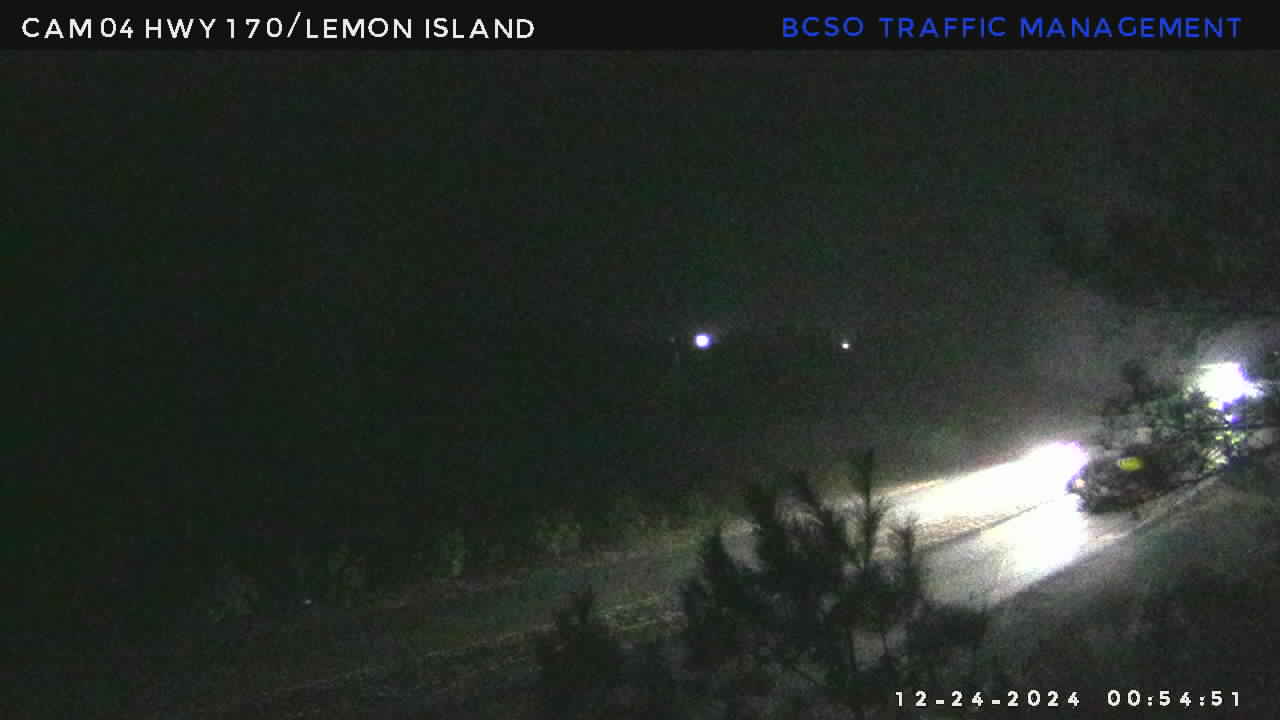 CAM04 HWY 170/LEMON ISLAND
BCSO TRAFFIC MANAGEMENT
12-24-2024 00:54:51